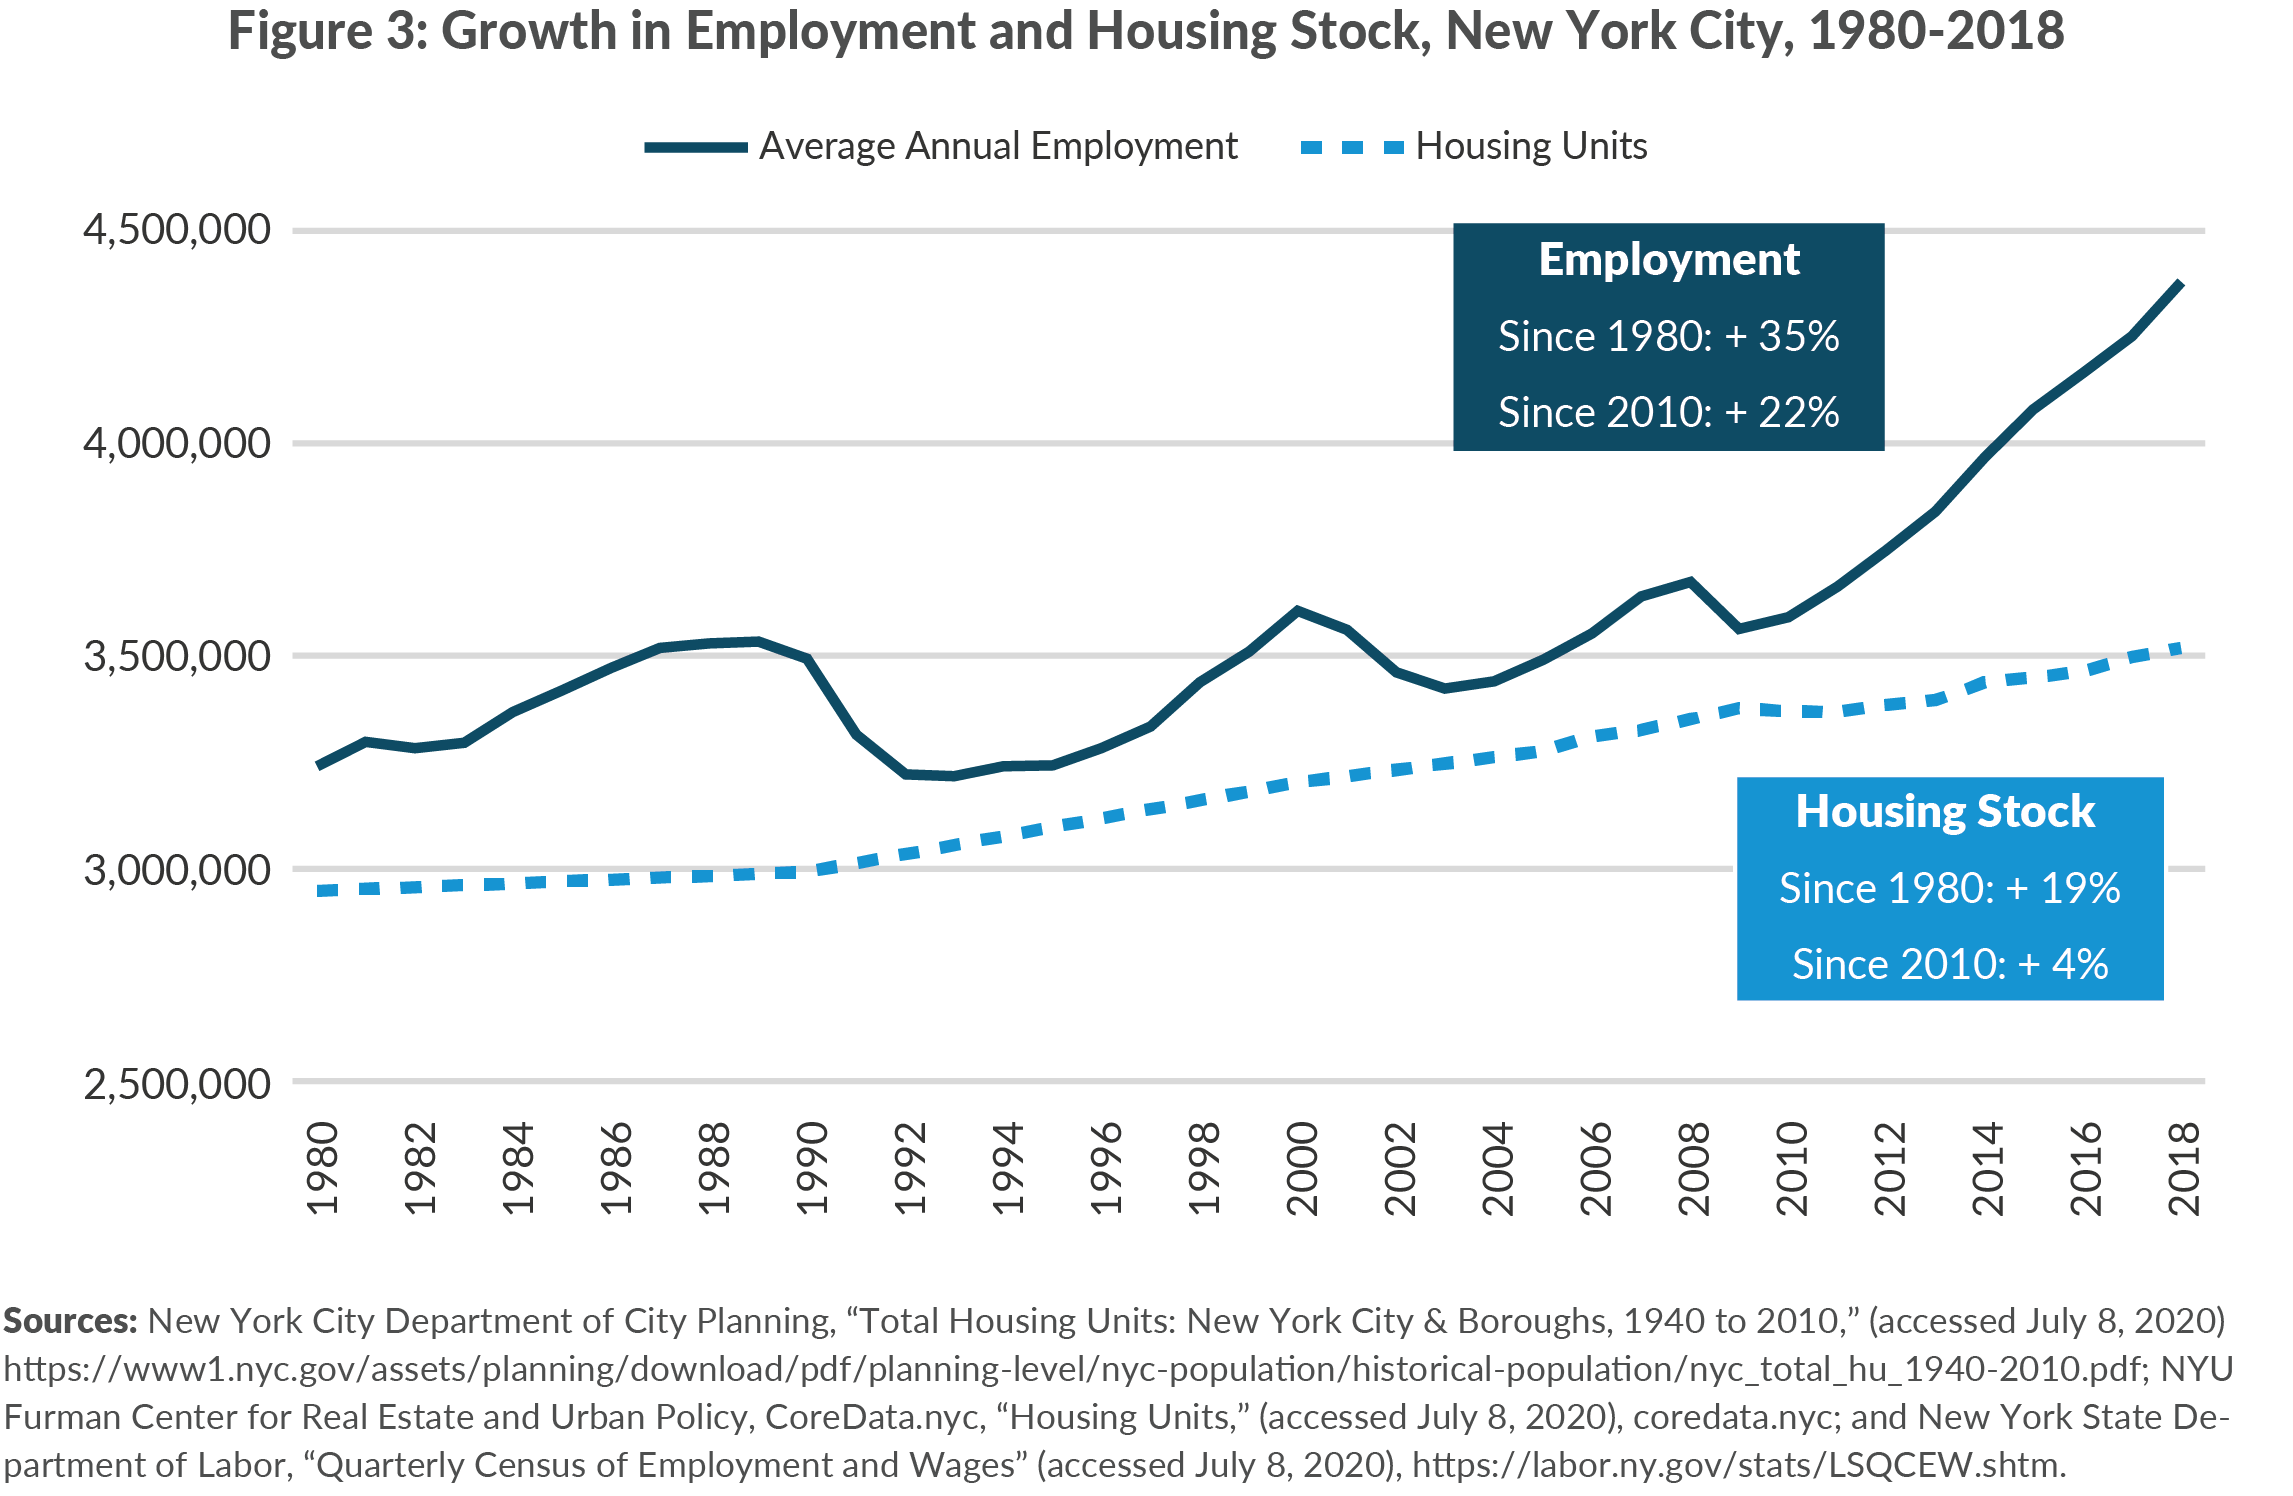 Figure 3: Growth in Employment and Housing Stock, New York City, 1980-2018
Average Annual Employment
Housing Units
4,500,000
4,000,000
3,500,000
3,000,000
2,500,000
Employment
Since 1980: + 35%
Since 2010: + 22%
Housing Stock
Since 1980: + 19%
Since 2010: + 4%
1980
1982
1984
1986
1988
1990
1992
1994
1996
1998
2000
2002
2004
2006
2008
2010
2012
2014
2016
2018
Sources: New York City Department of City Planning, “Total Housing Units: New York City & Boroughs, 1940 to 2010,” (accessed July 8, 2020)
https://www1.nyc.gov/assets/planning/download/pdf/planning-level/nyc-population/historical-population/nyc_total_hu_1940-2010.pdf; NYU
Furman Center for Real Estate and Urban Policy, CoreData.nyc, “Housing Units,” (accessed July 8, 2020), coredata.nyc; and New York State De-
partment of Labor, “Quarterly Census of Employment and Wages” (accessed July 8, 2020), https://labor.ny.gov/stats/LSQCEW.shtm.